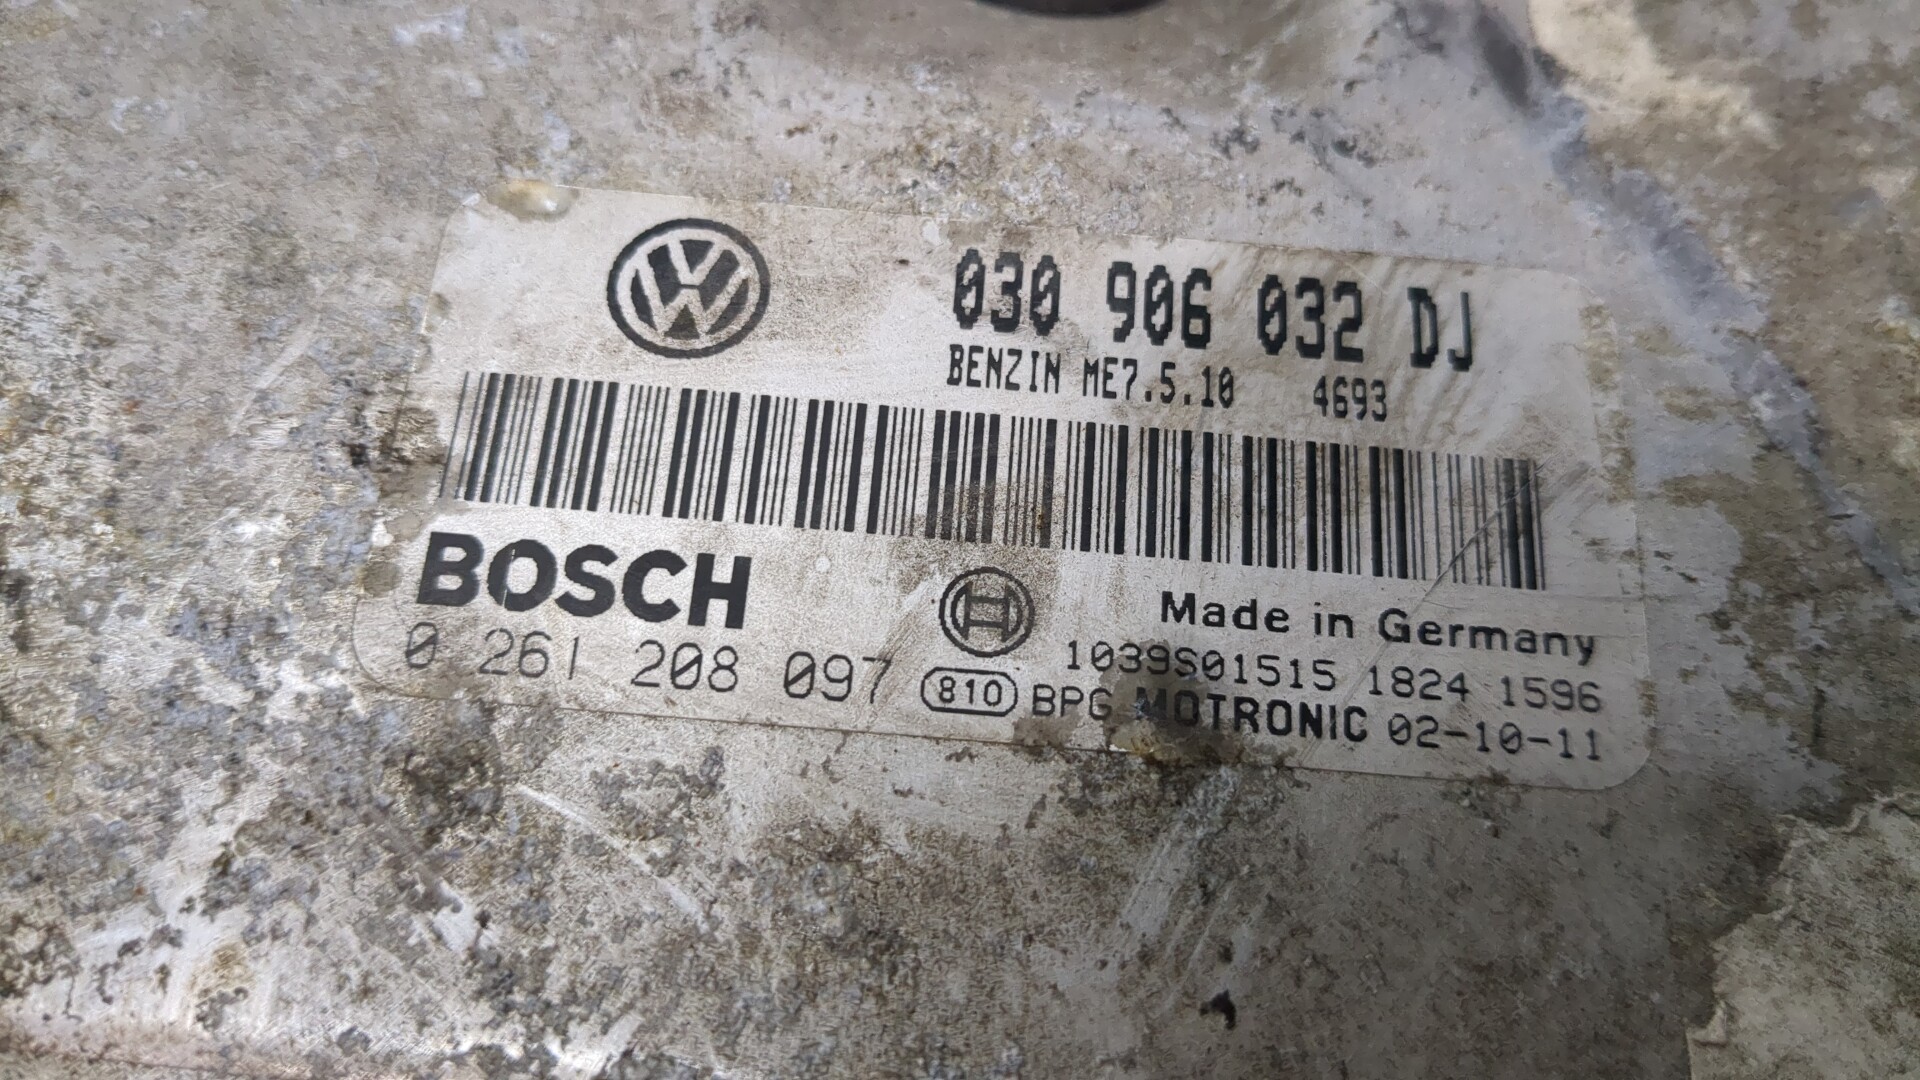 030 906 032 DJ
BENZIN ME7.5.10 4693
BOSCH
Made in Germany
0 261 208 097
1039S01515 1824 1596
810 BPG MOTRONIC 02-10-11